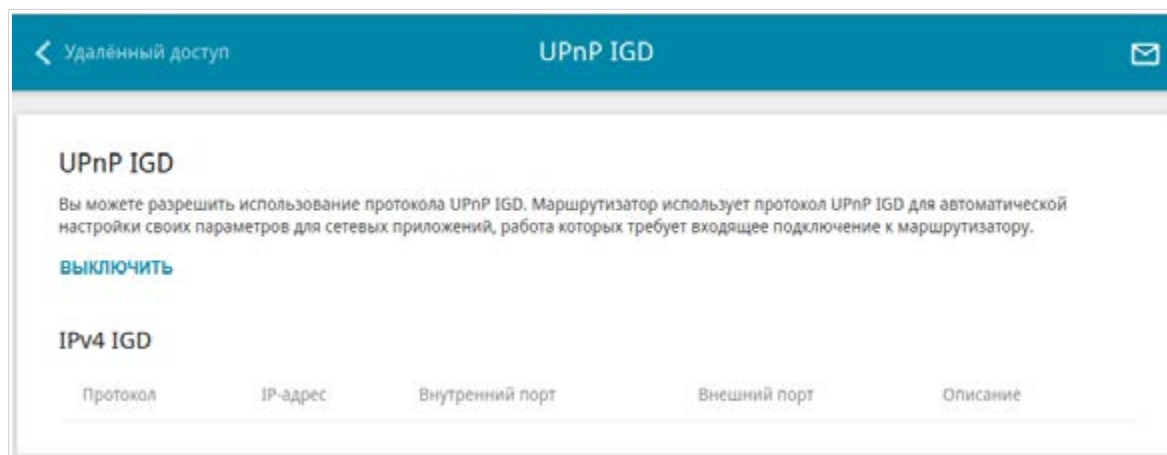 Удалённый доступ UPnP IGD
UPnP IGD
Вы можете разрешить использование протокола UPnP IGD. Маршрутизатор использует протокол UPnP IGD для автоматической
настройки своих параметров для сетевых приложений, работа которых требует входящее подключение к маршрутизатору.
ВЫКЛЮЧИТЬ
IPv4 IGD
Протокол IP-адрес Внутренний порт Внешний порт Описание